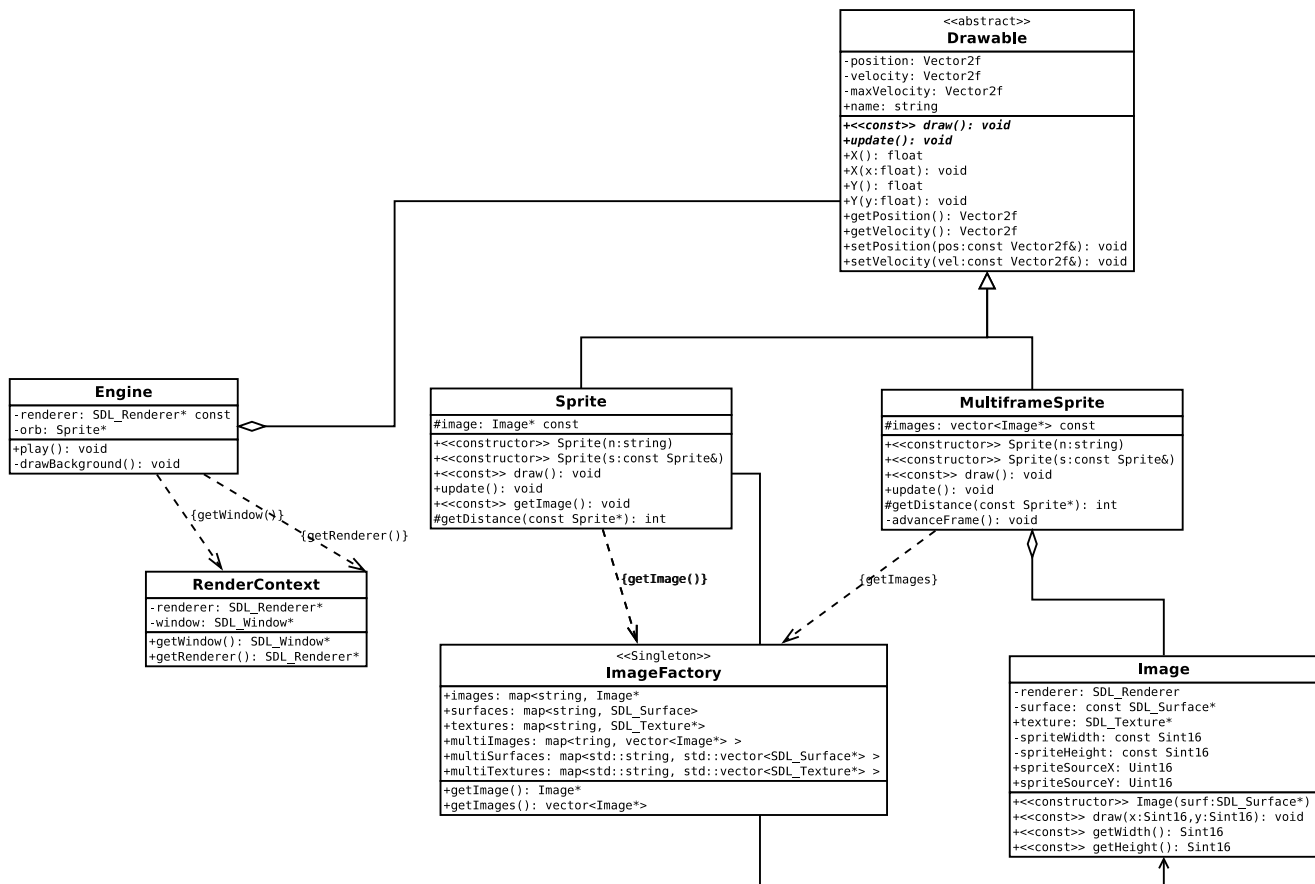 <<abstract>>
Drawable
-position: Vector2f
-velocity: Vector2f
-maxVelocity: Vector2f
+name: string
+<<const>> draw(): void
+update(): void
+X(): float
+X(x:float): void
+Y(): float
+Y(y:float): void
+getPosition(): Vector2f
+getVelocity(): Vector2f
+setPosition(pos:const Vector2f&): void
+setVelocity(vel:const Vector2f&): void
Engine
-renderer: SDL_Renderer* const
-orb: Sprite*
+play(): void
-drawBackground(): void
Sprite
#image: Image* const
+<<constructor>> Sprite(n:string)
+<<constructor>> Sprite(s:const Sprite&)
+<<const>> draw(): void
+update(): void
+<<const>> getImage(): void
#getDistance(const Sprite*): int
MultiframeSprite
#images: vector<Image*> const
+<<constructor>> Sprite(n:string)
+<<constructor>> Sprite(s:const Sprite&)
+<<const>> draw(): void
+update(): void
#getDistance(const Sprite*): int
-advanceFrame(): void
{getWindow()}
{getRenderer()}
{getImage()}
{getImages}
RenderContext
-renderer: SDL_Renderer*
-window: SDL_Window*
+getWindow(): SDL_Window*
+getRenderer(): SDL_Renderer*
<<Singleton>>
ImageFactory
+images: map<string, Image*
+surfaces: map<string, SDL_Surface>
+textures: map<string, SDL_Texture*>
+multiImages: map<tring, vector<Image*> >
+multiSurfaces: map<std::string, std::vector<SDL_Surface*> >
+multiTextures: map<std::string, std::vector<SDL_Texture*> >
+getImage(): Image*
+getImages(): vector<Image*>
Image
-renderer: SDL_Renderer
-surface: const SDL_Surface*
+texture: SDL_Texture*
-spriteWidth: const Sint16
-spriteHeight: const Sint16
+spriteSourceX: Uint16
+spriteSourceY: Uint16
+<<constructor>> Image(surf:SDL_Surface*)
+<<const>> draw(x:Sint16,y:Sint16): void
+<<const>> getWidth(): Sint16
+<<const>> getHeight(): Sint16